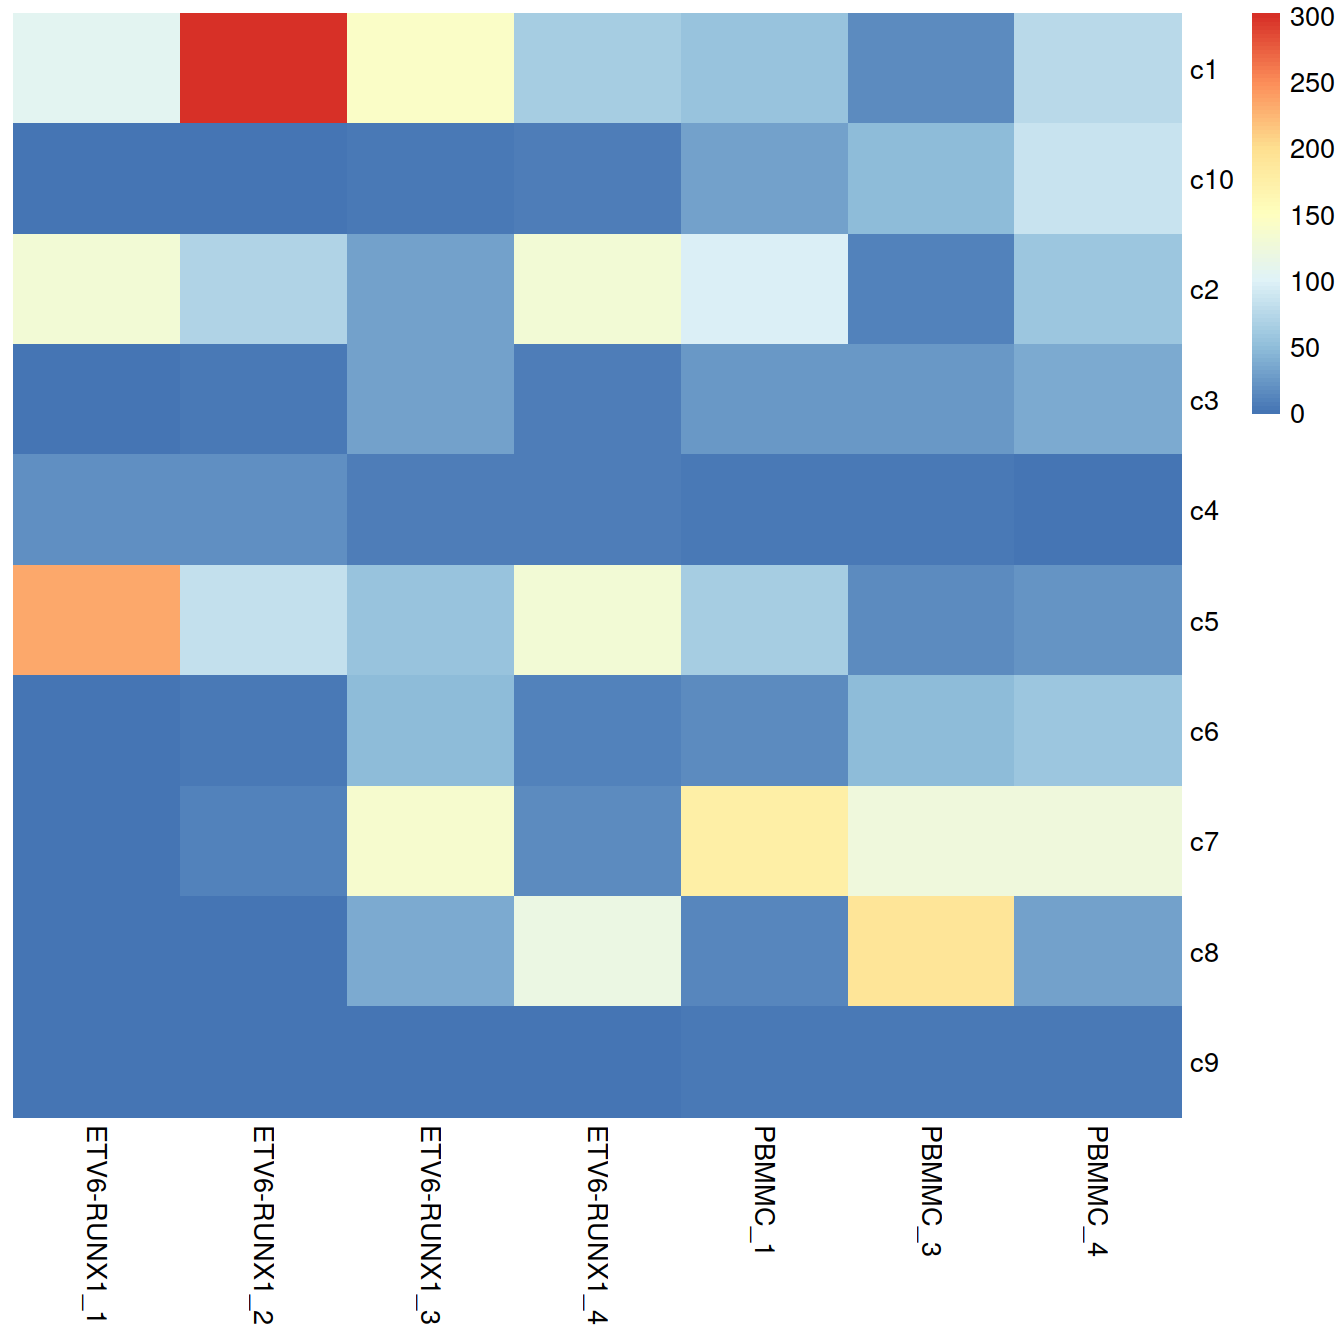 300
250
200
150
100
50
0
c1
c10
c2
c3
c4
c5
c6
c7
c8
c9
ETV6-RUNX1_1
ETV6-RUNX1_2
ETV6-RUNX1_3
ETV6-RUNX1_4
PBMMC_1
PBMMC_3
PBMMC_4